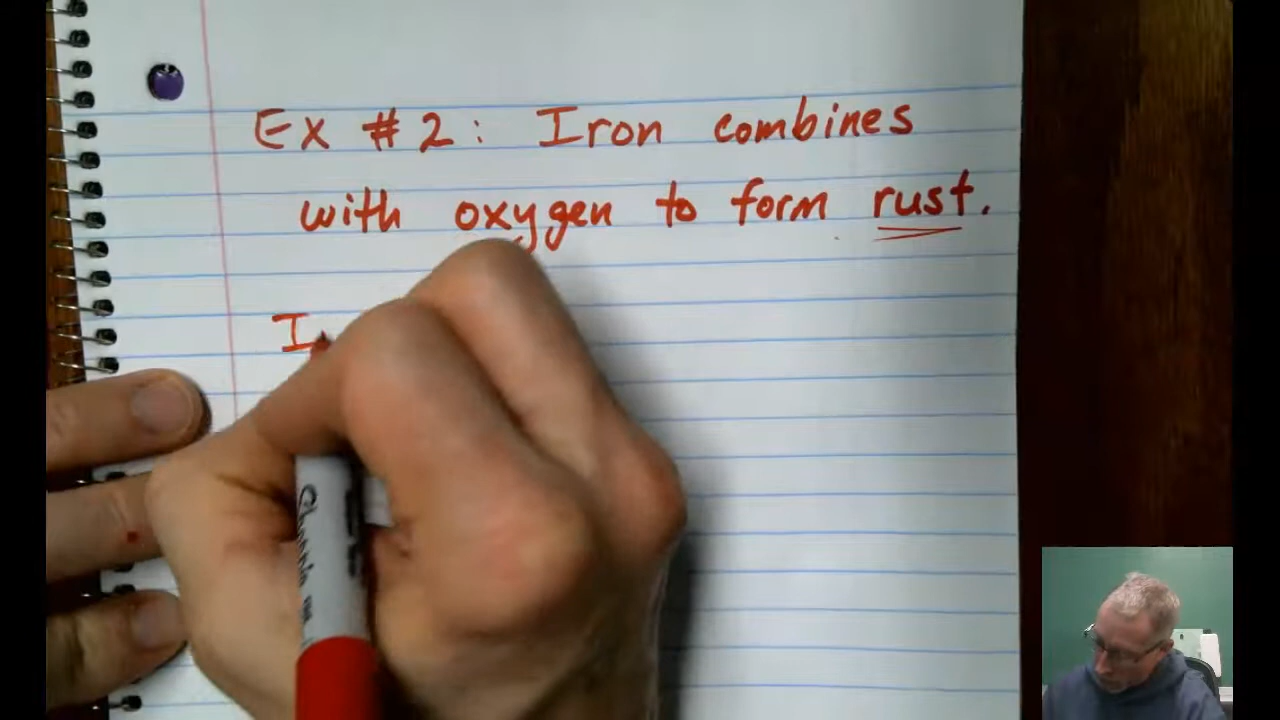 Ex # 2 : Iron combines
with oxygen to form rust.